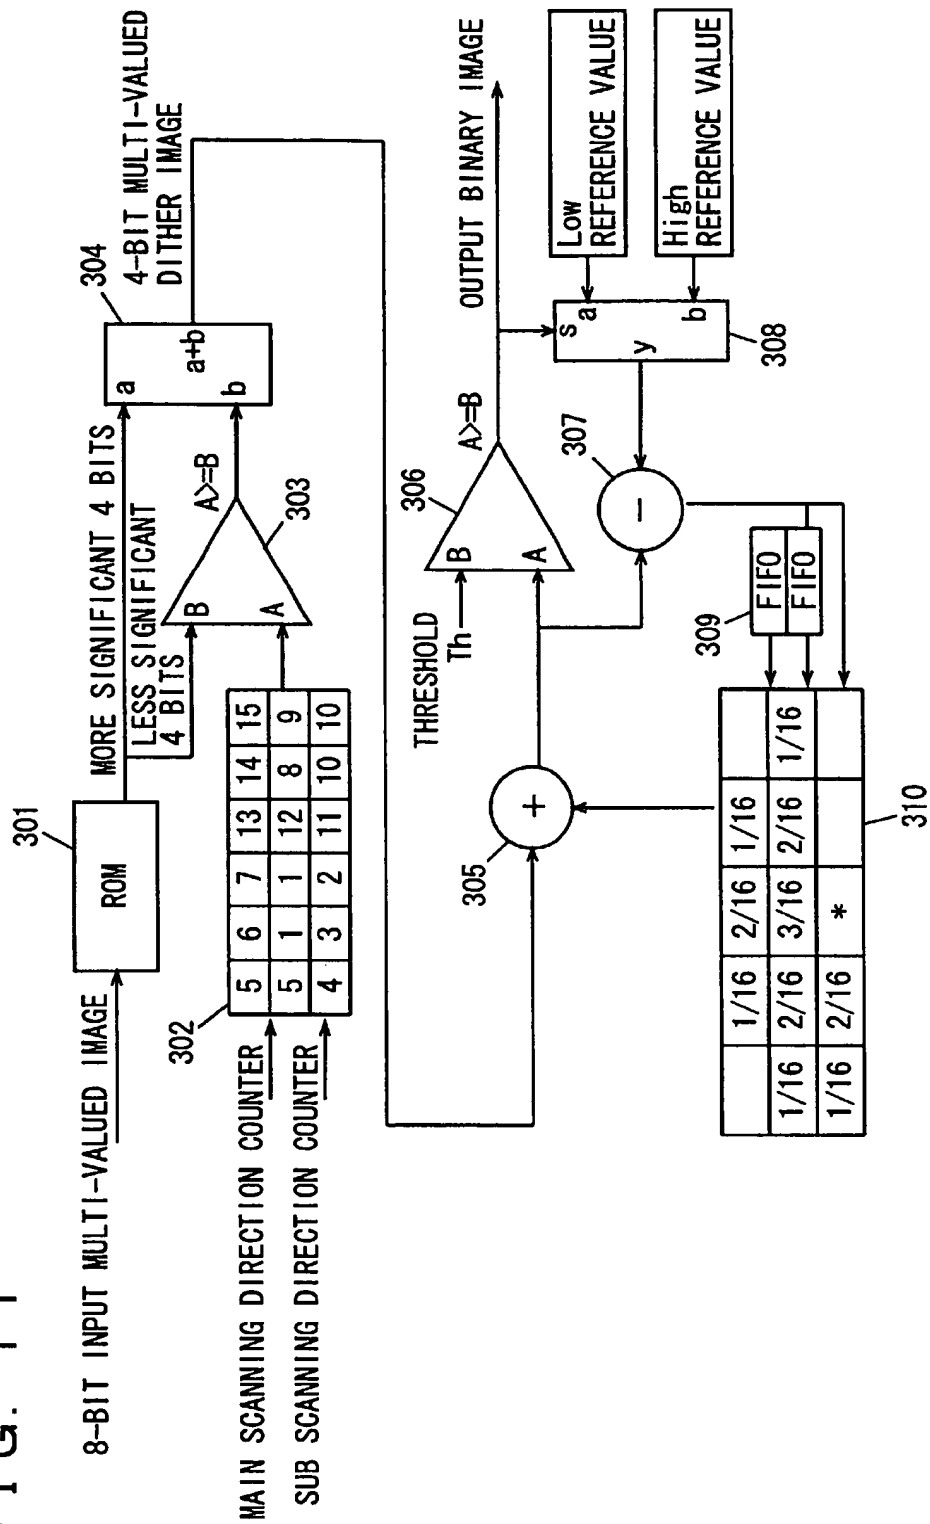 FIG. 11
8-BIT INPUT MULTI-VALUED IMAGE
301
ROM
MORE SIGNIFICANT 4 BITS
LESS SIGNIFICANT
4 BITS
304
a
a+b
b
4-BIT MULTI-VALUED
DITHER IMAGE
A>=B
B
A
303
302
MAIN SCANNING DIRECTION COUNTER
SUB SCANNING DIRECTION COUNTER
5 6 7 13 14 15
5 1 1 12 8 9
4 3 2 11 10 10
THRESHOLD
Th
306
B
A
A>=B
OUTPUT BINARY IMAGE
305
+
307
-
s
a
y
b
308
Low
REFERENCE VALUE
High
REFERENCE VALUE
309
FIFO
FIFO
1/16 2/16 1/16
1/16 2/16 3/16 2/16 1/16
1/16 2/16 *
310